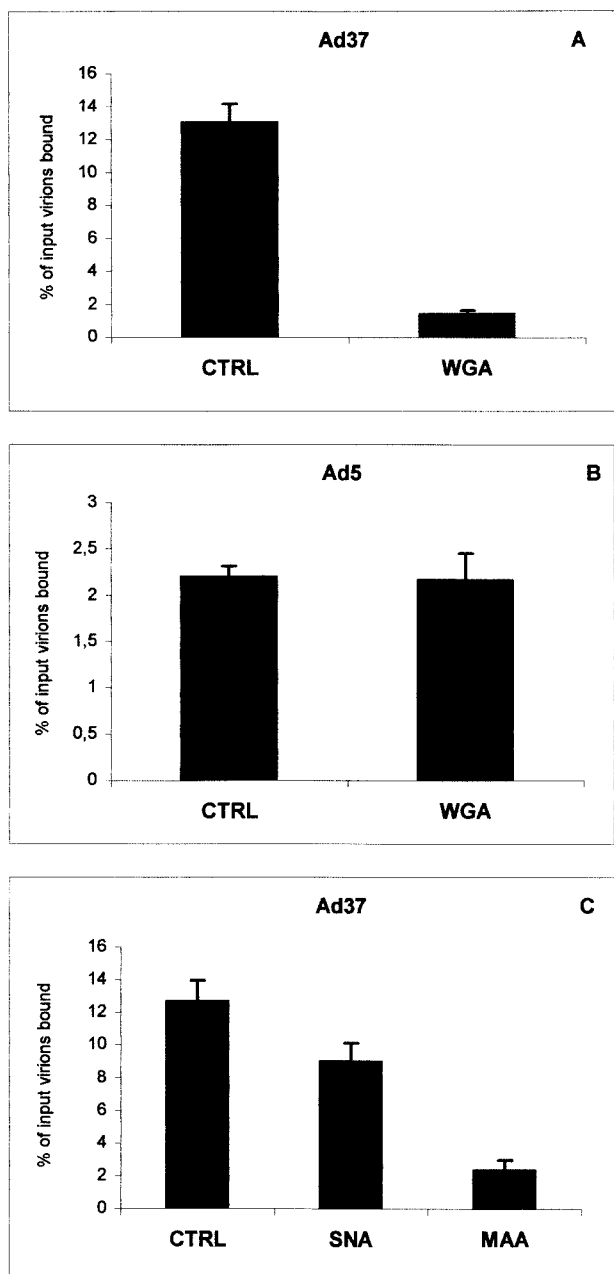 Ad37 A
% of input virions bound
16
14
12
10
8
6
4
2
0
CTRL WGA
Ad5 B
% of input virions bound
3
2,5
2
1,5
1
0,5
0
CTRL WGA
Ad37 C
% of input virions bound
16
14
12
10
8
6
4
2
0
CTRL SNA MAA